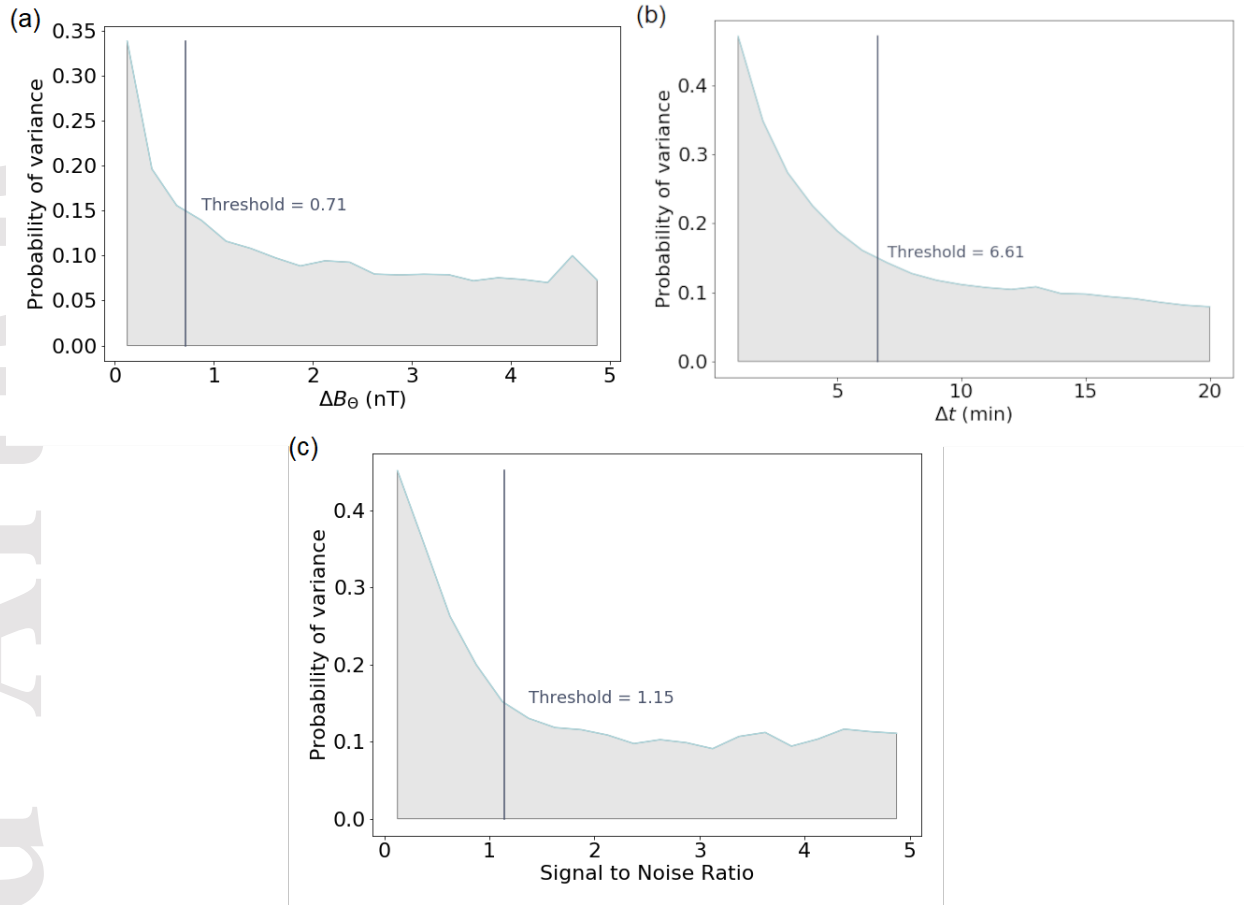 (a)
0.35
0.30
0.25
0.20
0.15
0.10
0.05
0.00
Probability of variance
Threshold = 0.71
0 1 2 3 4 5
ΔB_Θ (nT)
(b)
0.4
0.3
0.2
0.1
0.0
Probability of variance
Threshold = 6.61
5 10 15 20
Δt (min)
(c)
0.4
0.3
0.2
0.1
0.0
Probability of variance
Threshold = 1.15
0 1 2 3 4 5
Signal to Noise Ratio